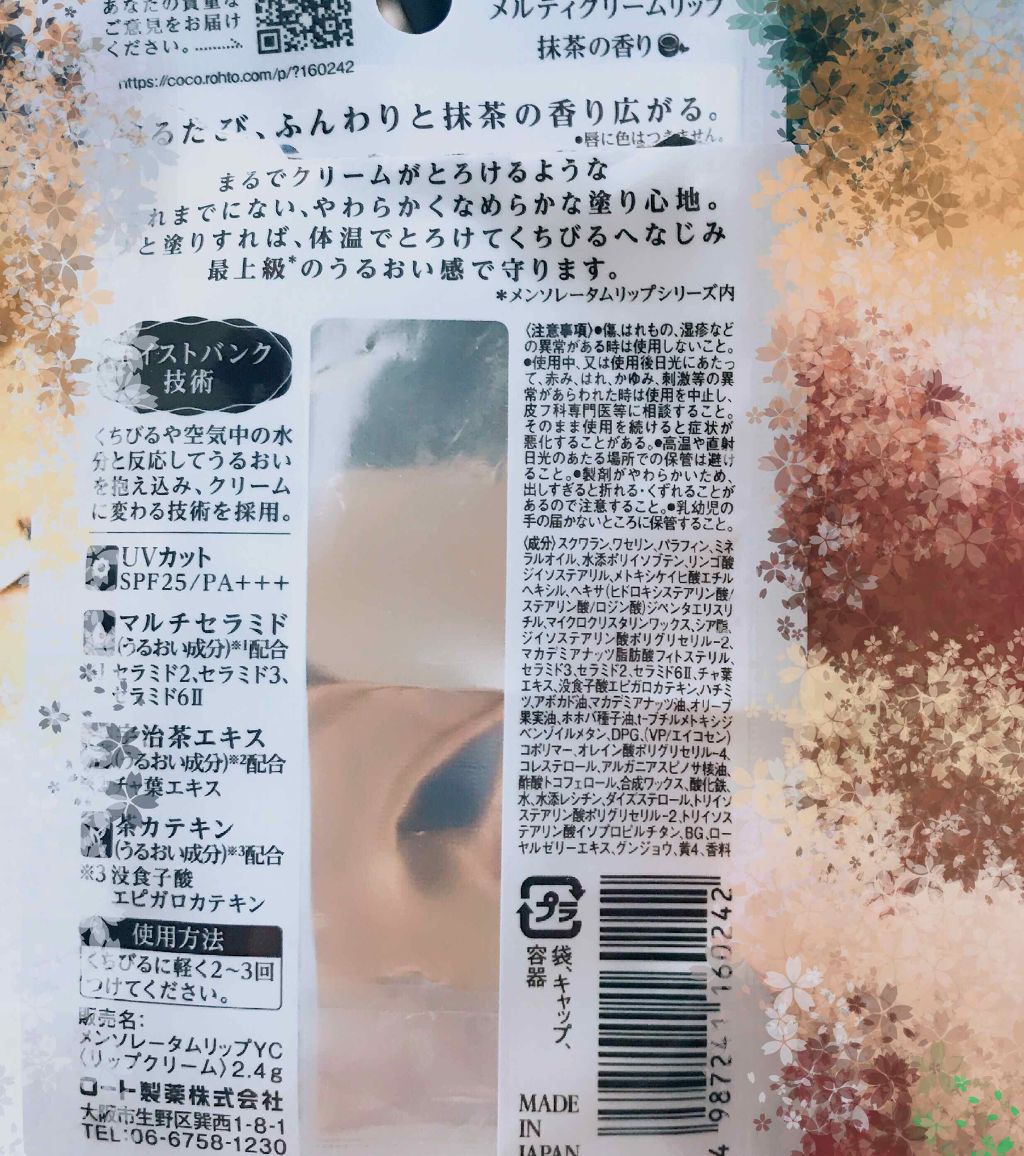 あなたの貴重な
ご意見をお届け
ください。
https://coco.rohto.com/p/?160242
メルティクリームリップ
抹茶の香り
るたび、ふんわりと抹茶の香り広がる。
●唇に色はつきません。
まるでクリームがとろけるような
れまでにない、やわらかくなめらかな塗り心地。
と塗りすれば、体温でとろけてくちびるへなじみ
最上級*のうるおい感で守ります。
*メンソレータムリップシリーズ内
イストバンク
技術
くちびるや空気中の水
分と反応してうるおい
を抱え込み、クリーム
に変わる技術を採用。
UVカット
SPF25/PA+++
マルチセラミド
(うるおい成分)※1配合
※1セラミド2、セラミド3、
セラミド6Ⅱ
宇治茶エキス
(うるおい成分)※2配合
チャ葉エキス
茶カテキン
(うるおい成分)※3配合
※3 没食子酸
エピガロカテキン
使用方法
くちびるに軽く2〜3回
つけてください。
販売名:
メンソレータムリップYC
〈リップクリーム〉2.4g
ロート製薬株式会社
大阪市生野区巽西1-8-1
TEL:06-6758-1230
〈注意事項〉●傷、はれもの、湿疹など
の異常がある時は使用しないこと。
●使用中、又は使用後日光にあたっ
て、赤み、はれ、かゆみ、刺激等の異
常があらわれた時は使用を中止し、
皮フ科専門医等に相談すること。
そのまま使用を続けると症状が
悪化することがある。●高温や直射
日光のあたる場所での保管は避け
ること。●製剤がやわらかいため、
出しすぎると折れる・くずれることが
あるので注意すること。●乳幼児の
手の届かないところに保管すること。
〈成分〉スクワラン、ワセリン、パラフィン、ミネ
ラルオイル、水添ポリイソブテン、リンゴ酸
ジイソステアリル、メトキシケイヒ酸エチル
ヘキシル、ヘキサ(ヒドロキシステアリン酸/
ステアリン酸/ロジン酸)ジペンタエリスリ
チル、マイクロクリスタリンワックス、シア脂、
ジイソステアリン酸ポリグリセリル-2、
マカデミアナッツ脂肪酸フィトステリル、
セラミド3、セラミド2、セラミド6Ⅱ、チャ葉
エキス、没食子酸エピガロカテキン、ハチミ
ツ、アボカド油、マカデミアナッツ油、オリーブ
果実油、ホホバ種子油、t-ブチルメトキシジ
ベンゾイルメタン、DPG、(VP/エイコセン)
コポリマー、オレイン酸ポリグリセリル-4、
コレステロール、アルガニアスピノサ核油、
酢酸トコフェロール、合成ワックス、酸化鉄、
水、水添レシチン、ダイズステロール、トリイソ
ステアリン酸ポリグリセリル-2、トリイソス
テアリン酸イソプロピルチタン、BG、ロー
ヤルゼリーエキス、グンジョウ、黄4、香料
プラ
袋、キャップ、
容器
4 987241 160242
MADE
IN
JAPAN